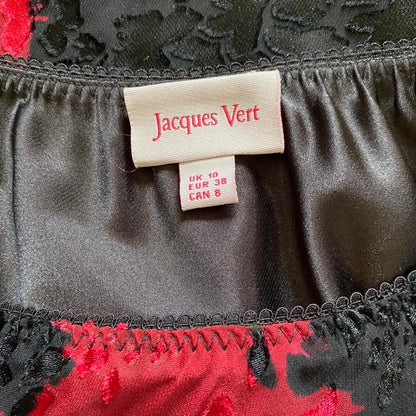 Jacques Vert
UK 10
EUR 38
CAN 8